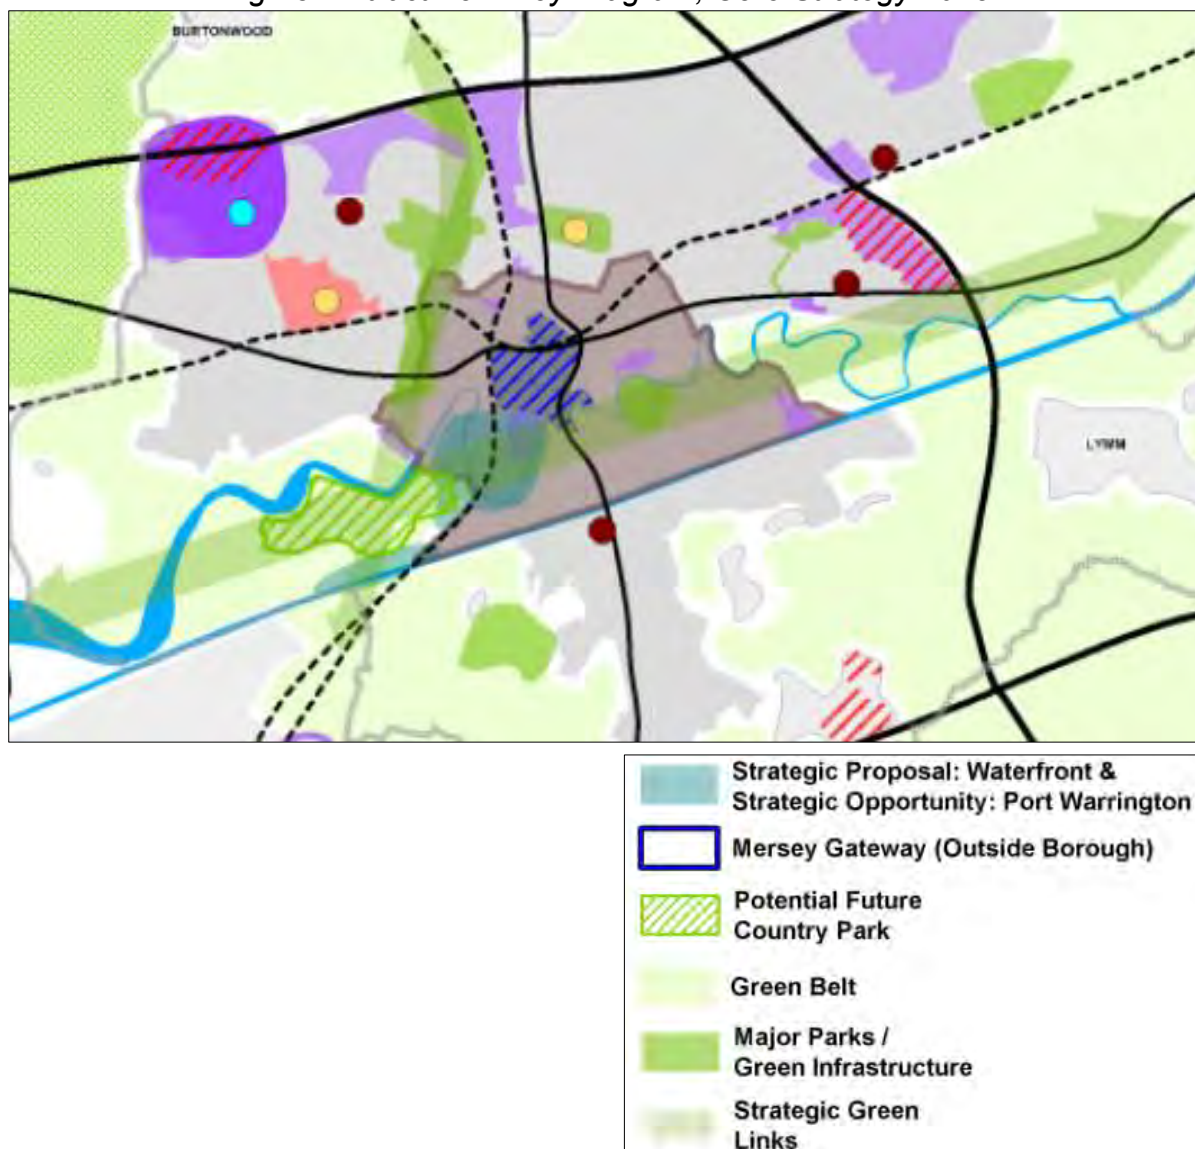 BURTONWOOD
LYMM
Strategic Proposal: Waterfront &
Strategic Opportunity: Port Warrington
Mersey Gateway (Outside Borough)
Potential Future
Country Park
Green Belt
Major Parks /
Green Infrastructure
Strategic Green
Links